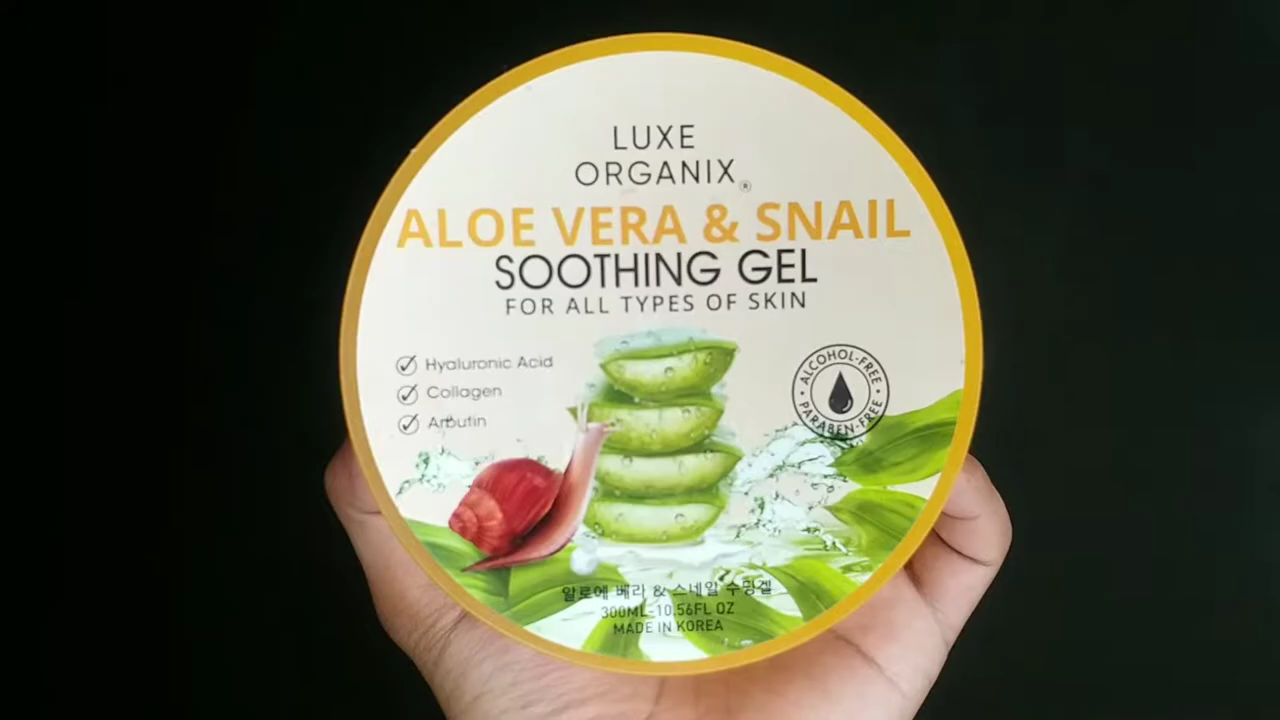 LUXE
ORGANIX®
ALOE VERA & SNAIL
SOOTHING GEL
FOR ALL TYPES OF SKIN
Hyaluronic Acid
Collagen
Arbutin
ALCOHOL-FREE
PARABEN-FREE
알로에 베라 & 스네일 수딩겔
300ML-10.56FL OZ
MADE IN KOREA